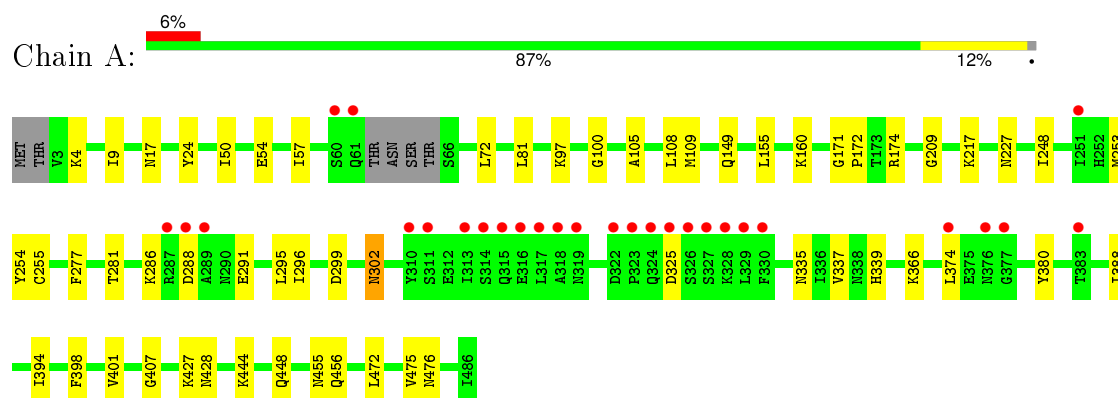 6%
Chain A:
87% 12% •
MET THR V3 K4 I9 N17 Y24 I50 E54 I57 S60 Q61 THR ASN SER THR S66 L72 L81 K97 G100 A105 L108 M109 Q149 L155 K160 G171 P172 T173 R174 G209 K217 N227 I248 I251 H252 M253
Y254 C255 F277 T281 K286 R287 D288 A289 N290 E291 L295 I296 D299 N302 Y310 S311 E312 I313 S314 Q315 E316 L317 A318 N319 D322 P323 Q324 D325 S326 S327 K328 L329 F330 N335 I336 V337 N338 H339 K366 L374 E375 N376 G377 Y380 T383 I388
I394 F398 V401 G407 K427 N428 K444 Q448 N455 Q456 L472 V475 N476 I486